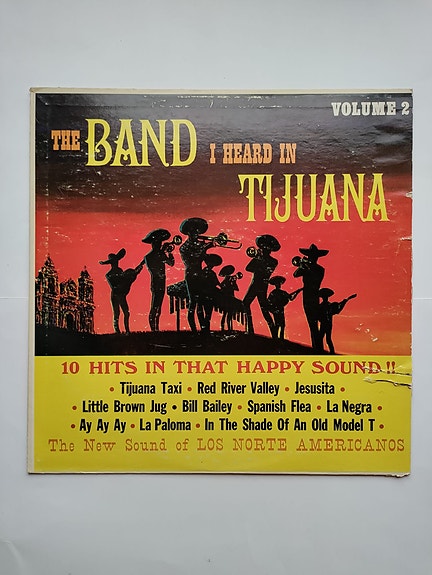 VOLUME 2
THE BAND I HEARD IN
TIJUANA
10 HITS IN THAT HAPPY SOUND!!
Tijuana Taxi • Red River Valley • Jesusita •
• Little Brown Jug • Bill Bailey • Spanish Flea • La Negra •
• Ay Ay Ay • La Paloma • In The Shade Of An Old Model T •
The New Sound of LOS NORTE AMERICANOS